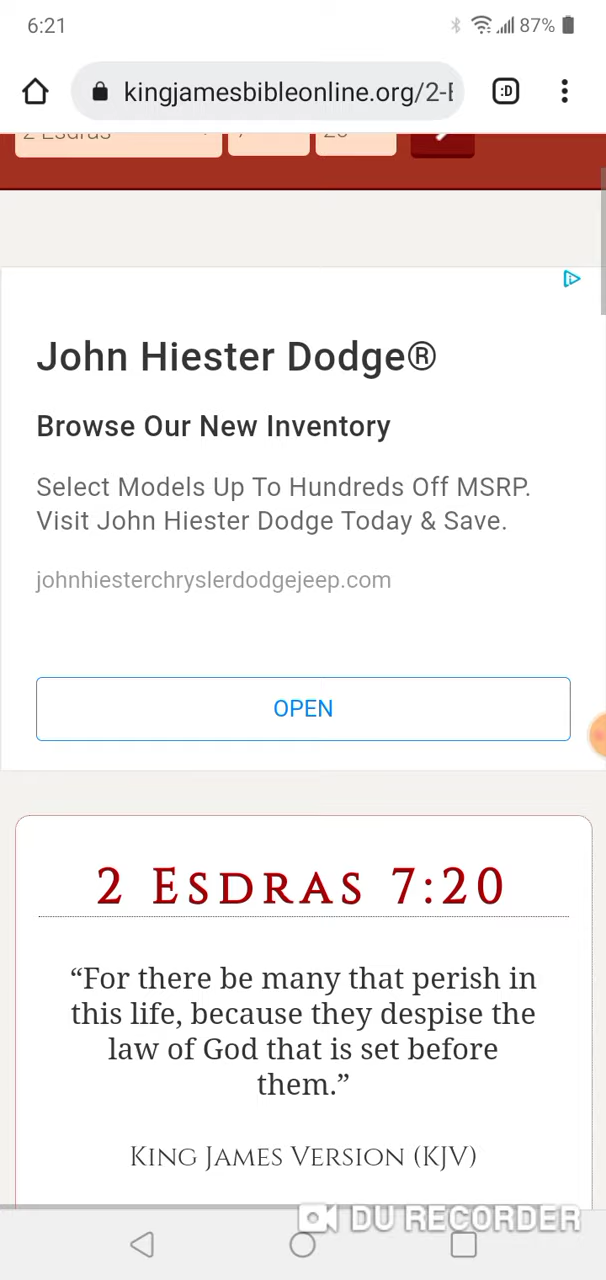 6:21
87%
kingjamesbibleonline.org/2-E
:D
2 Esdras
John Hiester Dodge®
Browse Our New Inventory
Select Models Up To Hundreds Off MSRP.
Visit John Hiester Dodge Today & Save.
johnhiesterchryslerdodgejeep.com
OPEN
2 Esdras 7:20
“For there be many that perish in
this life, because they despise the
law of God that is set before
them.”
King James Version (KJV)
DU RECORDER